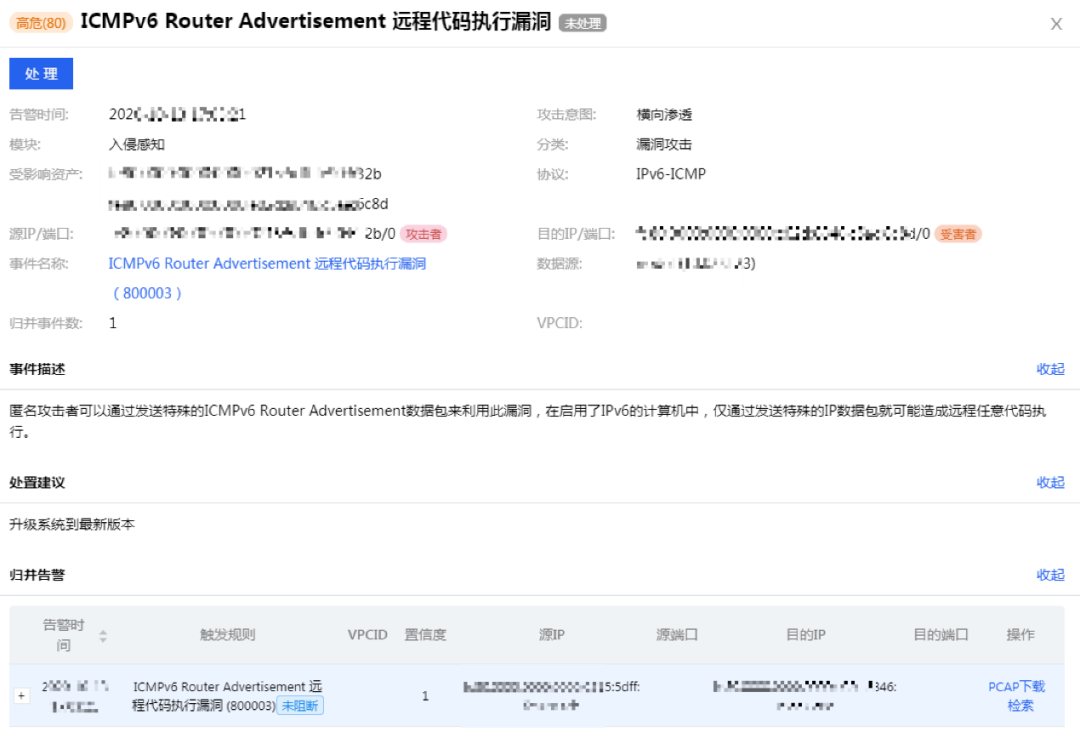 高危(80) ICMPv6 Router Advertisement 远程代码执行漏洞 未处理
处 理
告警时间: 攻击意图: 横向渗透
模块: 入侵感知 分类: 漏洞攻击
受影响资产: 32b 协议: IPv6-ICMP
6c8d
源IP/端口: 2b/0 攻击者 目的IP/端口: d/0 受害者
事件名称: ICMPv6 Router Advertisement 远程代码执行漏洞 数据源: 3)
(800003)
归并事件数: 1 VPCID:
事件描述 收起
匿名攻击者可以通过发送特殊的ICMPv6 Router Advertisement数据包来利用此漏洞，在启用了IPv6的计算机中，仅通过发送特殊的IP数据包就可能造成远程任意代码执
行。
处置建议 收起
升级系统到最新版本
归并告警 收起
告警时
间 触发规则 VPCID 置信度 源IP 源端口 目的IP 目的端口 操作
ICMPv6 Router Advertisement 远 1 5:5dff: 346: PCAP下载
程代码执行漏洞 (800003) 未阻断 检索